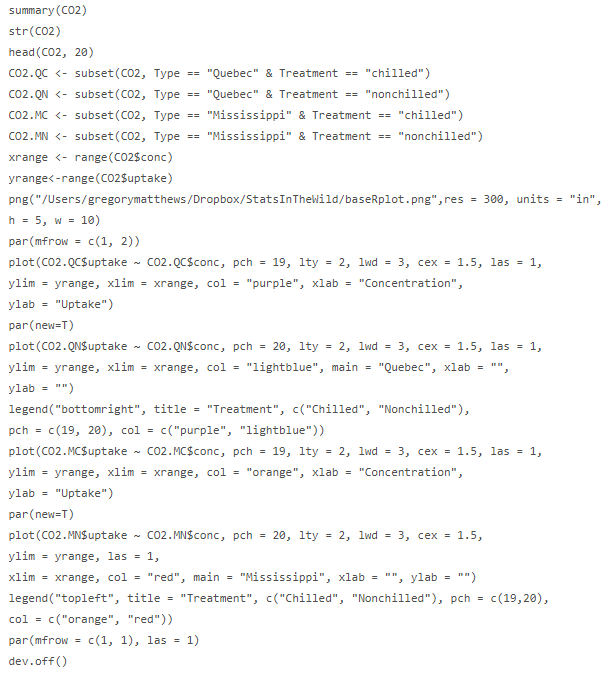 summary(CO2)
str(CO2)
head(CO2, 20)
CO2.QC <- subset(CO2, Type == "Quebec" & Treatment == "chilled")
CO2.QN <- subset(CO2, Type == "Quebec" & Treatment == "nonchilled")
CO2.MC <- subset(CO2, Type == "Mississippi" & Treatment == "chilled")
CO2.MN <- subset(CO2, Type == "Mississippi" & Treatment == "nonchilled")
xrange <- range(CO2$conc)
yrange<-range(CO2$uptake)
png("/Users/gregorymatthews/Dropbox/StatsInTheWild/baseRplot.png",res = 300, units = "in",
h = 5, w = 10)
par(mfrow = c(1, 2))
plot(CO2.QC$uptake ~ CO2.QC$conc, pch = 19, lty = 2, lwd = 3, cex = 1.5, las = 1,
ylim = yrange, xlim = xrange, col = "purple", xlab = "Concentration",
ylab = "Uptake")
par(new=T)
plot(CO2.QN$uptake ~ CO2.QN$conc, pch = 20, lty = 2, lwd = 3, cex = 1.5, las = 1,
ylim = yrange, xlim = xrange, col = "lightblue", main = "Quebec", xlab = "",
ylab = "")
legend("bottomright", title = "Treatment", c("Chilled", "Nonchilled"),
pch = c(19, 20), col = c("purple", "lightblue"))
plot(CO2.MC$uptake ~ CO2.MC$conc, pch = 19, lty = 2, lwd = 3, cex = 1.5, las = 1,
ylim = yrange, xlim = xrange, col = "orange", xlab = "Concentration",
ylab = "Uptake")
par(new=T)
plot(CO2.MN$uptake ~ CO2.MN$conc, pch = 20, lty = 2, lwd = 3, cex = 1.5,
ylim = yrange, las = 1,
xlim = xrange, col = "red", main = "Mississippi", xlab = "", ylab = "")
legend("topleft", title = "Treatment", c("Chilled", "Nonchilled"), pch = c(19,20),
col = c("orange", "red"))
par(mfrow = c(1, 1), las = 1)
dev.off()